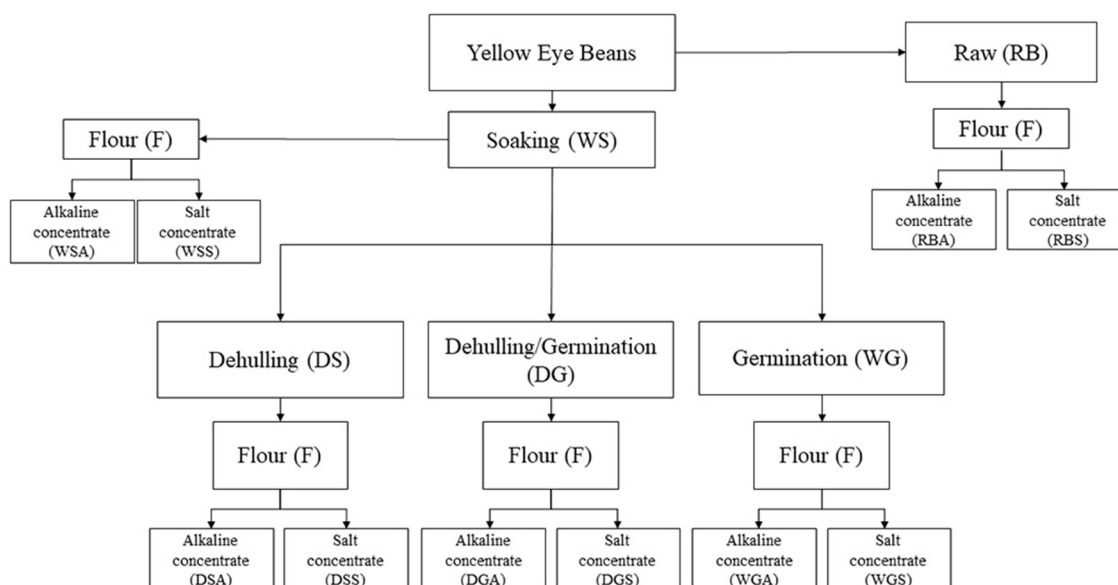 Yellow Eye Beans
Raw (RB)
Flour (F)
Soaking (WS)
Flour (F)
Alkaline
concentrate
(WSA)
Salt
concentrate
(WSS)
Alkaline
concentrate
(RBA)
Salt
concentrate
(RBS)
Dehulling (DS)
Dehulling/Germination
(DG)
Germination (WG)
Flour (F)
Flour (F)
Flour (F)
Alkaline
concentrate
(DSA)
Salt
concentrate
(DSS)
Alkaline
concentrate
(DGA)
Salt
concentrate
(DGS)
Alkaline
concentrate
(WGA)
Salt
concentrate
(WGS)